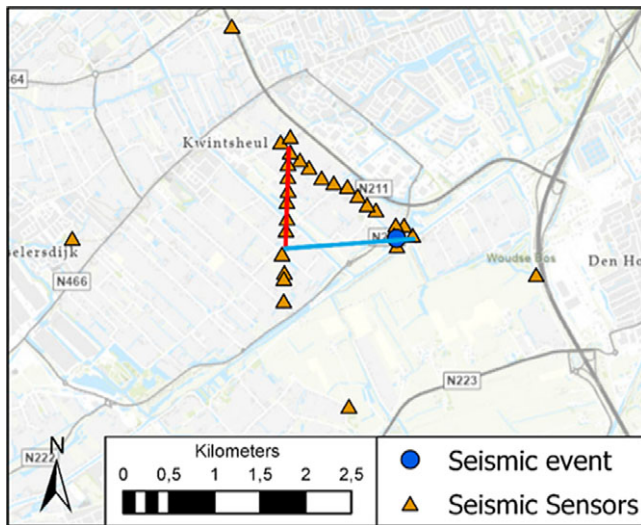 464
Kwintsheul
N211
elersdijk
N466
Woudse Bos
Den Ho
N223
N222
N
Kilometers
0 0,5 1 1,5 2 2,5
Seismic event
Seismic Sensors